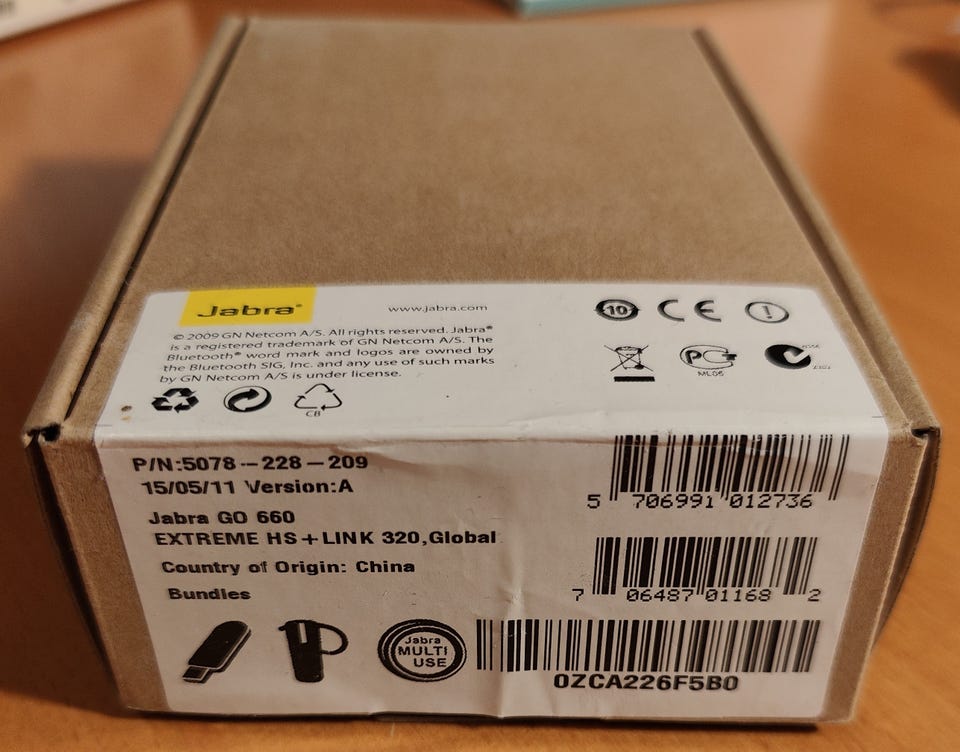 Jabra®
www.jabra.com
10
CE
© 2009 GN Netcom A/S. All rights reserved. Jabra®
is a registered trademark of GN Netcom A/S. The
Bluetooth® word mark and logos are owned by
the Bluetooth SIG, Inc. and any use of such marks
by GN Netcom A/S is under license.
CB
ML05
P/N:5078--228-209
15/05/11 Version:A
Jabra GO 660
EXTREME HS+LINK 320,Global
Country of Origin: China
Bundles
5 706991 012736
7 06487 01168 2
Jabra
MULTI
USE
0ZCA226F5B0